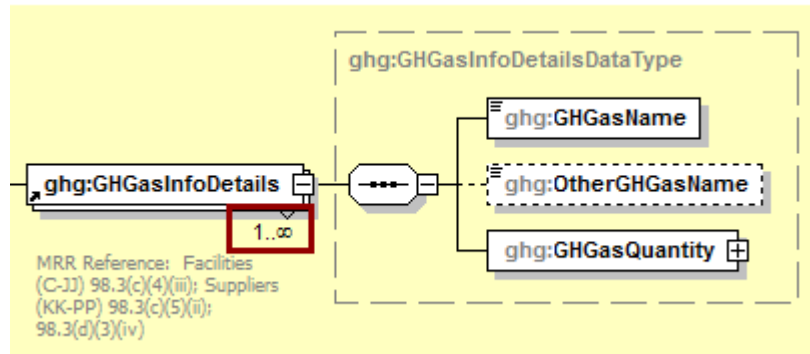 ghg:GHGasInfoDetailsDataType
ghg:GHGasName
ghg:GHGasInfoDetails
ghg:OtherGHGasName
1..∞
ghg:GHGasQuantity
MRR Reference: Facilities
(C-JJ) 98.3(c)(4)(iii); Suppliers
(KK-PP) 98.3(c)(5)(ii);
98.3(d)(3)(iv)